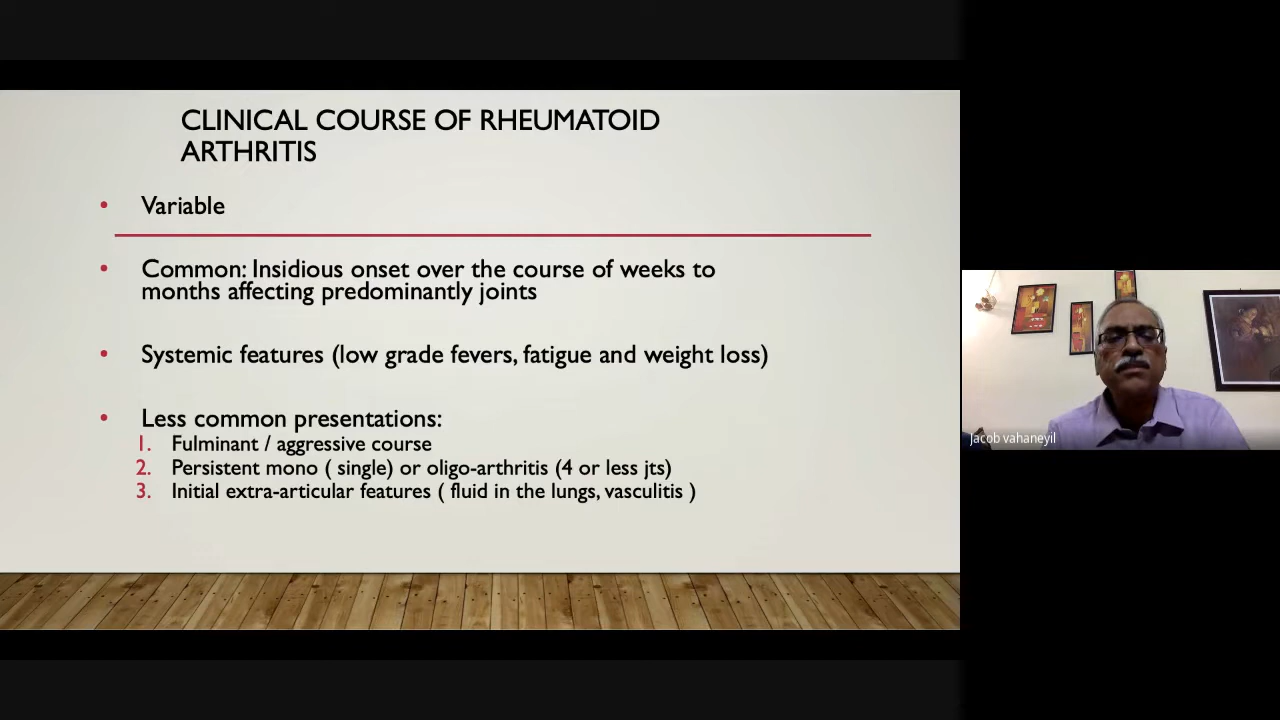 CLINICAL COURSE OF RHEUMATOID
ARTHRITIS
• Variable
• Common: Insidious onset over the course of weeks to
months affecting predominantly joints
• Systemic features (low grade fevers, fatigue and weight loss)
• Less common presentations:
1. Fulminant / aggressive course
2. Persistent mono ( single) or oligo-arthritis (4 or less jts)
3. Initial extra-articular features ( fluid in the lungs, vasculitis )
Jacob vahaneyil